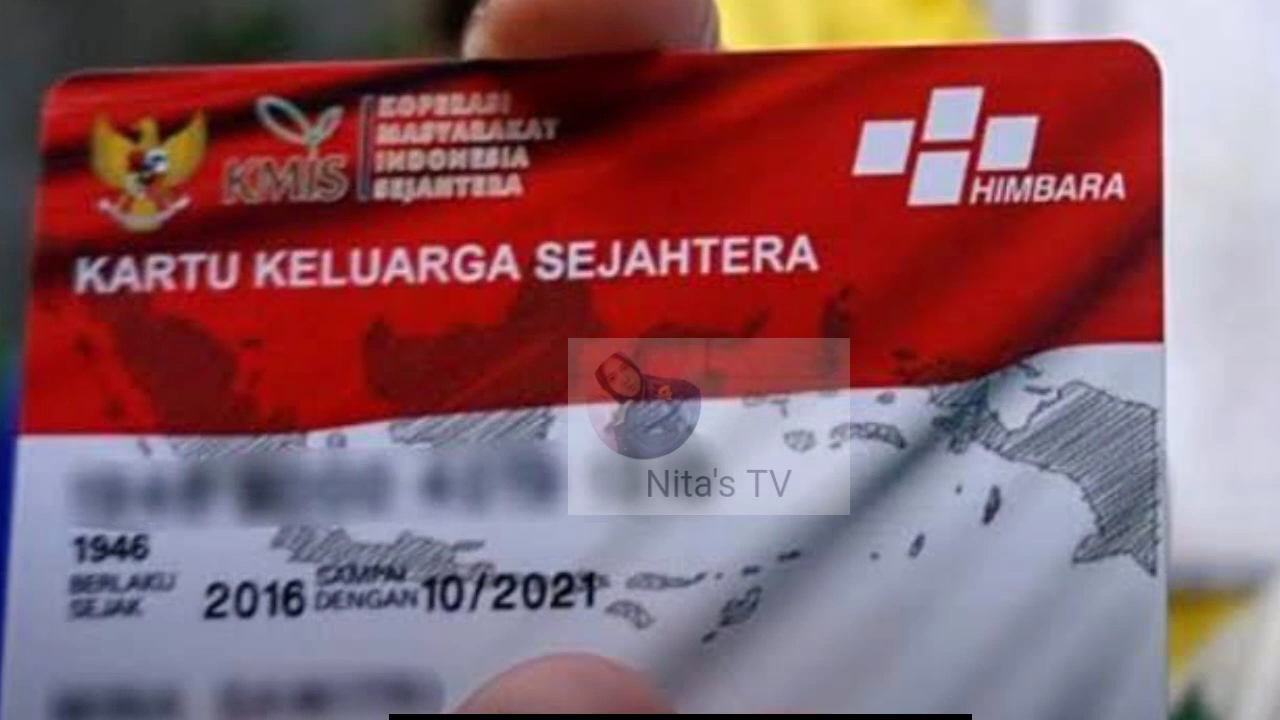 KMIS
KOPERASI
MASYARAKAT
INDONESIA
SEJAHTERA
HIMBARA
KARTU KELUARGA SEJAHTERA
Nita's TV
1946
BERLAKU
SEJAK
2016
SAMPAI
DENGAN
10/2021